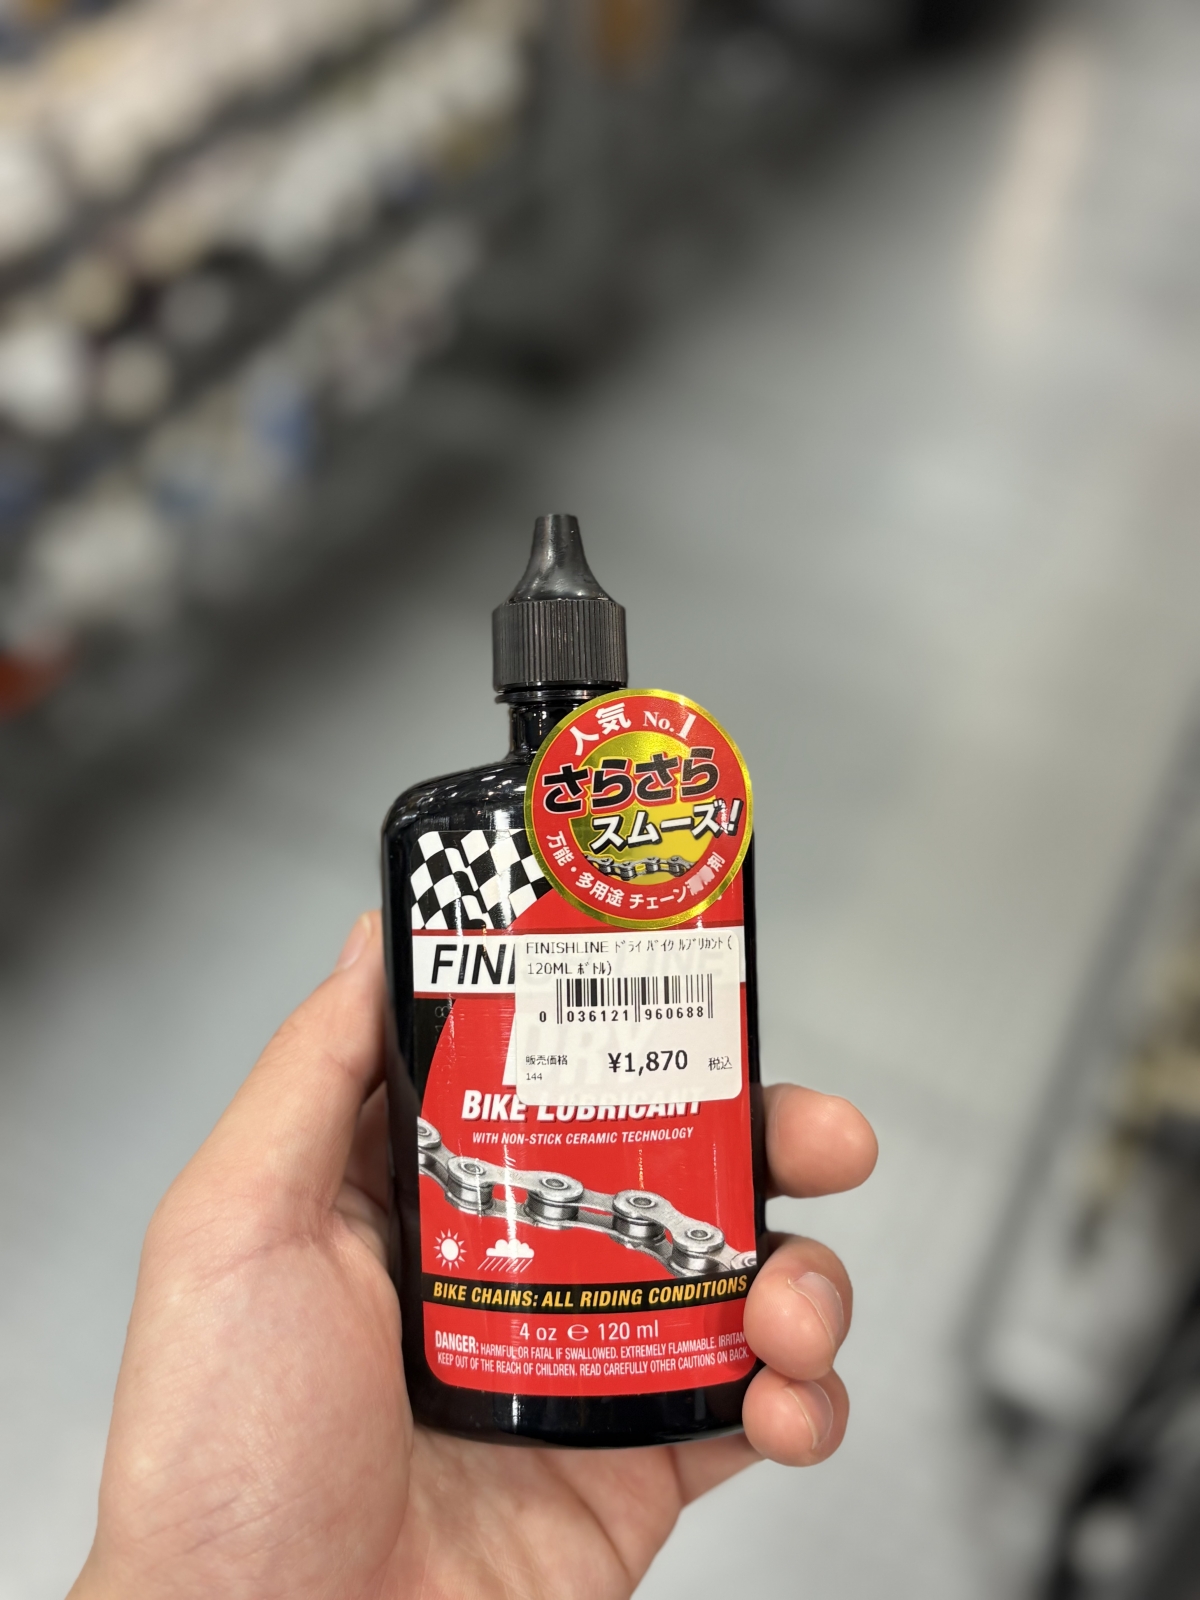 人気 No.1
さらさら
スムーズ!
万能・多用途 チェーン潤滑剤
FINISHLINE ドライ バイク ルブリカント (
120ML ボトル)
0 036121 960688
販売価格 ¥1,870 税込
144
BIKE LUBRICANT
WITH NON-STICK CERAMIC TECHNOLOGY
BIKE CHAINS: ALL RIDING CONDITIONS
4 oz ℮ 120 ml
DANGER: HARMFUL OR FATAL IF SWALLOWED. EXTREMELY FLAMMABLE.
KEEP OUT OF THE REACH OF CHILDREN. READ CAREFULLY OTHER CAUTIONS ON BACK.